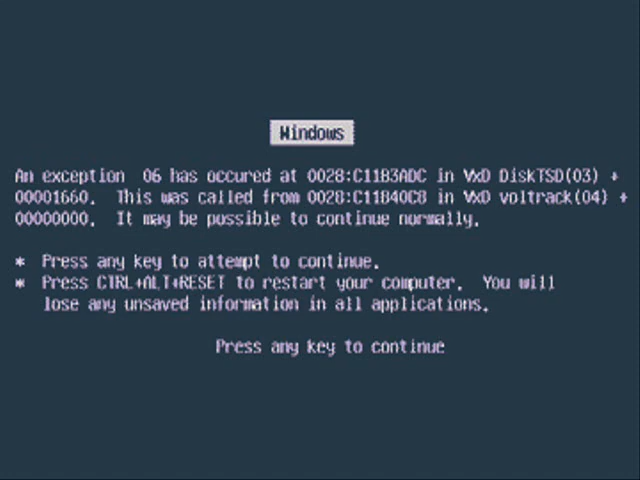 Windows
An exception 06 has occured at 0028:C11B3ADC in VxD DiskTSD(03) +
00001660. This was called from 0028:C11B40C8 in VxD voltrack(04) +
00000000. It may be possible to continue normally.
* Press any key to attempt to continue.
* Press CTRL+ALT+RESET to restart your computer. You will
lose any unsaved information in all applications.
Press any key to continue